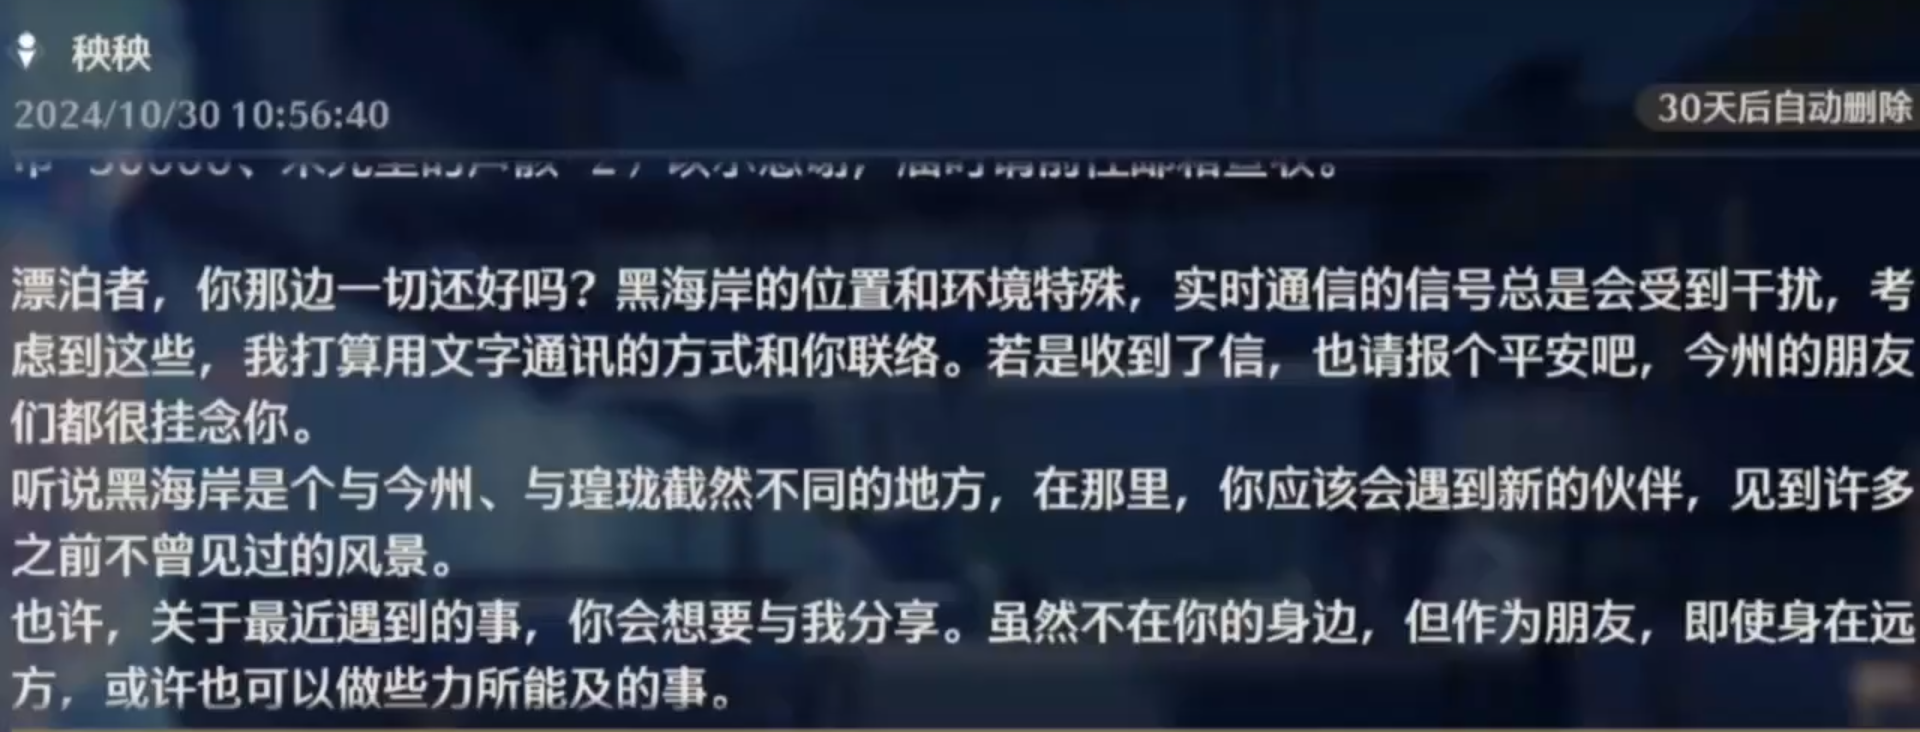 秧秧
2024/10/30 10:56:40
30天后自动删除
漂泊者，你那边一切还好吗？黑海岸的位置和环境特殊，实时通信的信号总是会受到干扰，考
虑到这些，我打算用文字通讯的方式和你联络。若是收到了信，也请报个平安吧，今州的朋友
们都很挂念你。
听说黑海岸是个与今州、与瑝珑截然不同的地方，在那里，你应该会遇到新的伙伴，见到许多
之前不曾见过的风景。
也许，关于最近遇到的事，你会想要与我分享。虽然不在你的身边，但作为朋友，即使身在远
方，或许也可以做些力所能及的事。